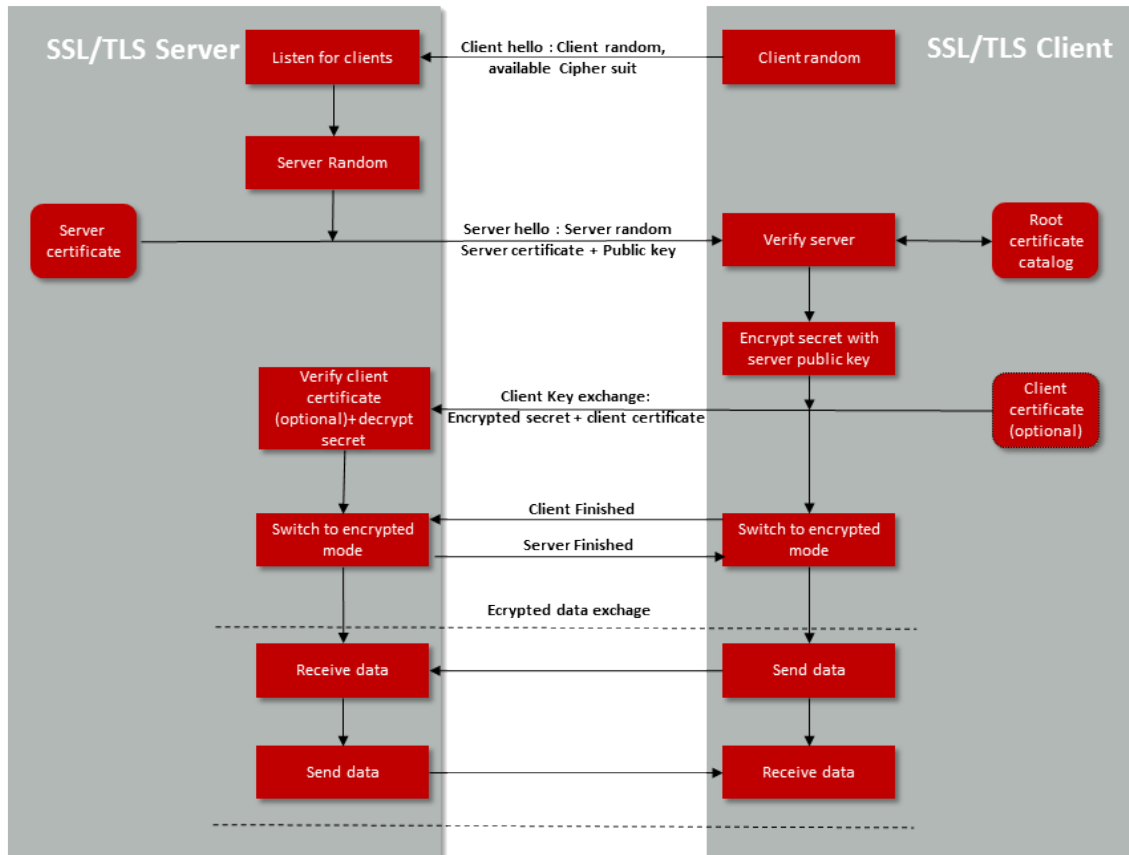 SSL/TLS Server
SSL/TLS Client
Listen for clients
Client hello : Client random,
available Cipher suit
Client random
Server Random
Server
certificate
Server hello : Server random
Server certificate + Public key
Verify server
Root
certificate
catalog
Encrypt secret with
server public key
Verify client
certificate
(optional)+decrypt
secret
Client Key exchange:
Encrypted secret + client certificate
Client
certificate
(optional)
Switch to encrypted
mode
Client Finished
Server Finished
Switch to encrypted
mode
Ecrypted data exchage
Receive data
Send data
Send data
Receive data